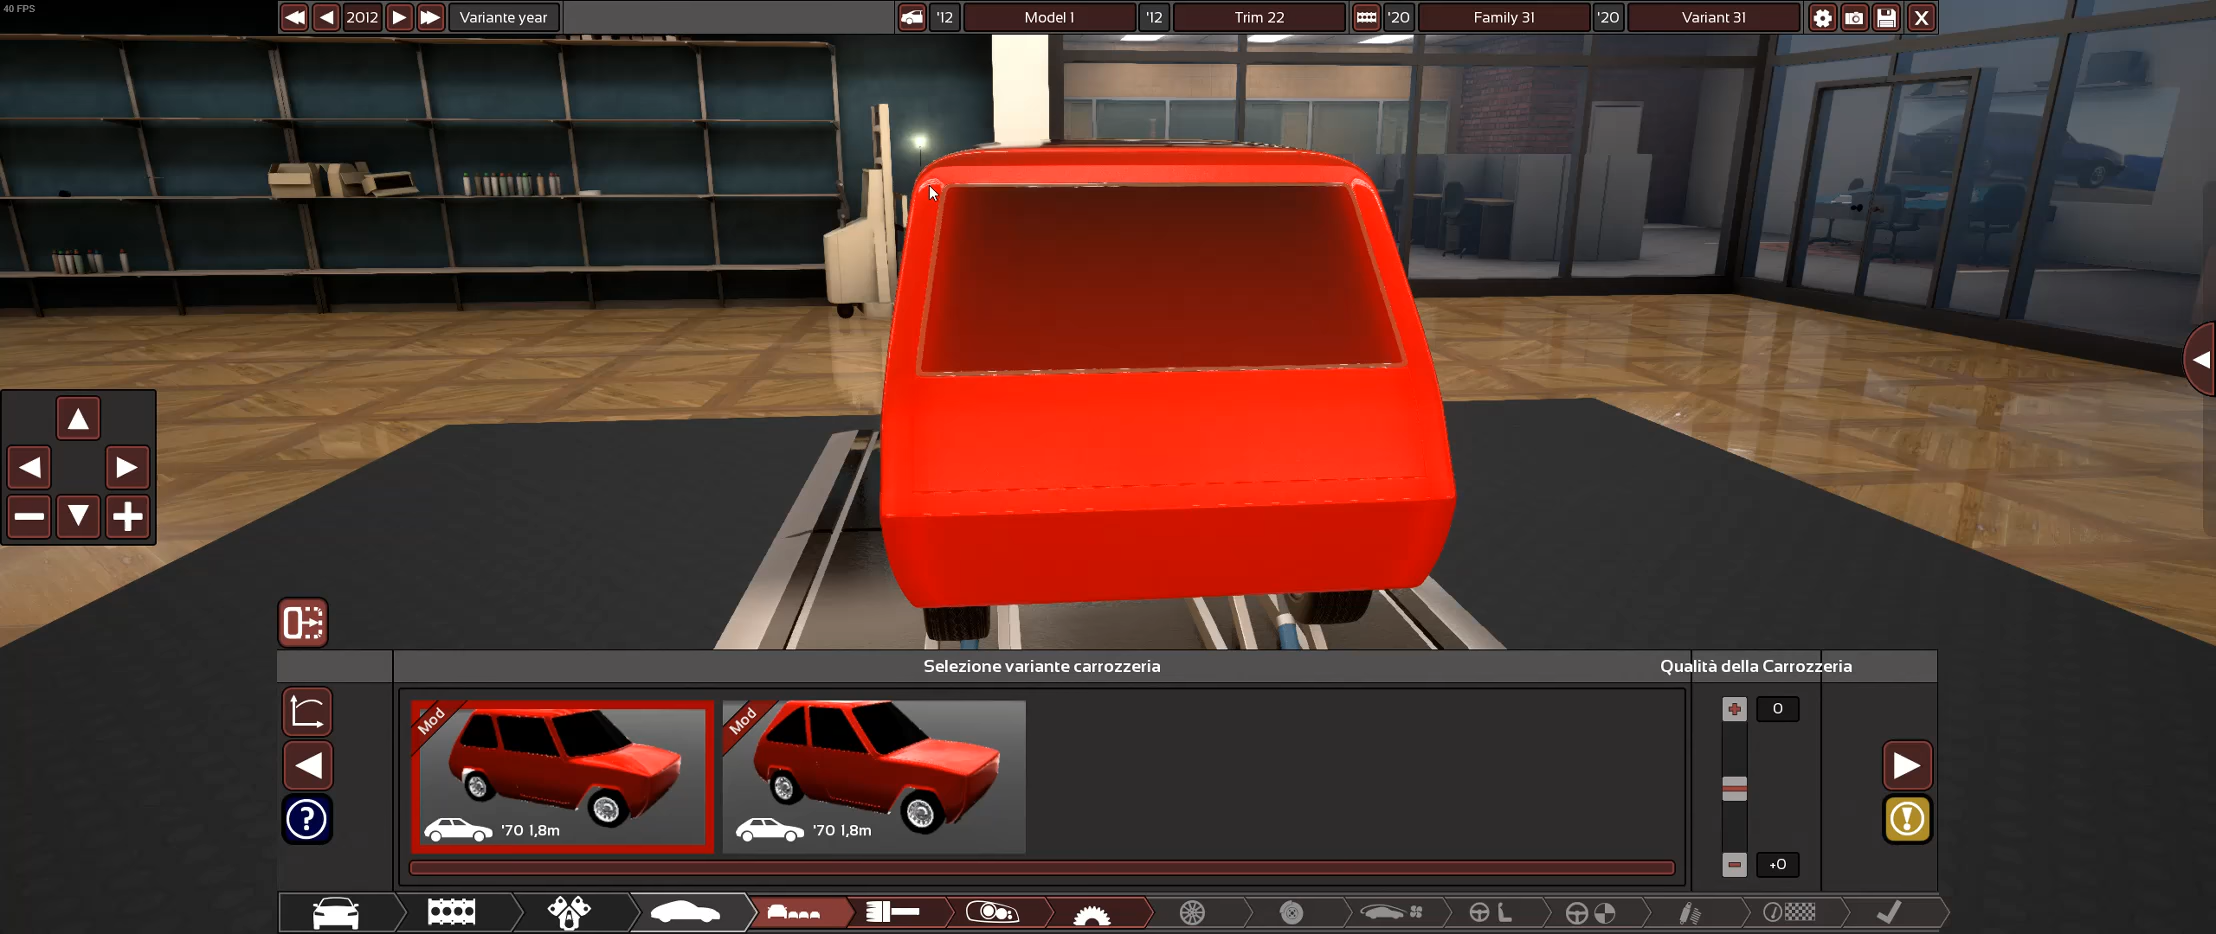 40 FPS
2012
Variante year
'12
Model 1
'12
Trim 22
'20
Family 31
'20
Variant 31
Selezione variante carrozzeria
Qualità della Carrozzeria
Mod
'70 1,8m
Mod
'70 1,8m
0
+0